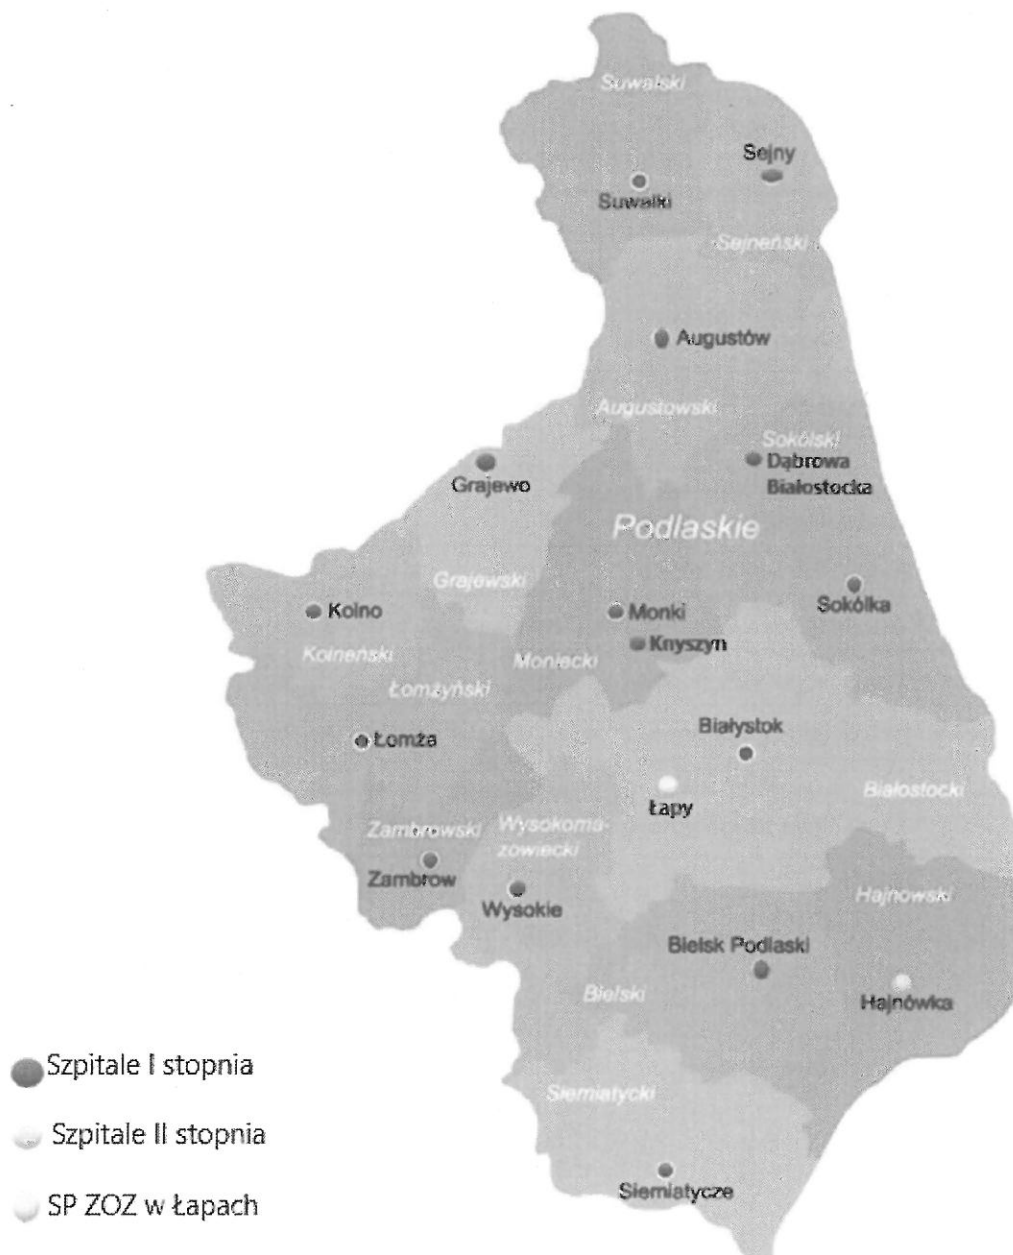 Suwalski
Sejny
Suwałki
Sejneński
Augustów
Augustowski
Sokólski
Dąbrowa
Białostocka
Grajewo
Podlaskie
Grajewski
Sokółka
Kolno
Monki
Knyszyn
Kolneński
Moniecki
Łomżyński
Białystok
Łomża
Białostocki
Łapy
Zambrowski
Wysokoma-
zowiecki
Zambrow
Hajnowski
Wysokie
Bielsk Podlaski
Bielski
Hajnówka
Szpitale I stopnia
Siemiatycki
Szpitale II stopnia
Siemiatycze
SP ZOZ w Łapach